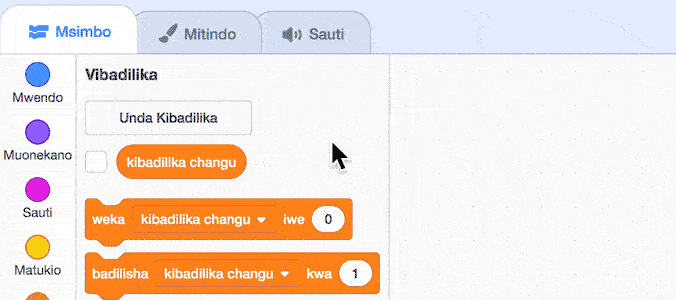 Msimbo
Mitindo
Sauti
Mwendo
Muonekano
Sauti
Matukio
Vibadilika
Unda Kibadilika
kibadilika changu
weka kibadilika changu iwe 0
badilisha kibadilika changu kwa 1